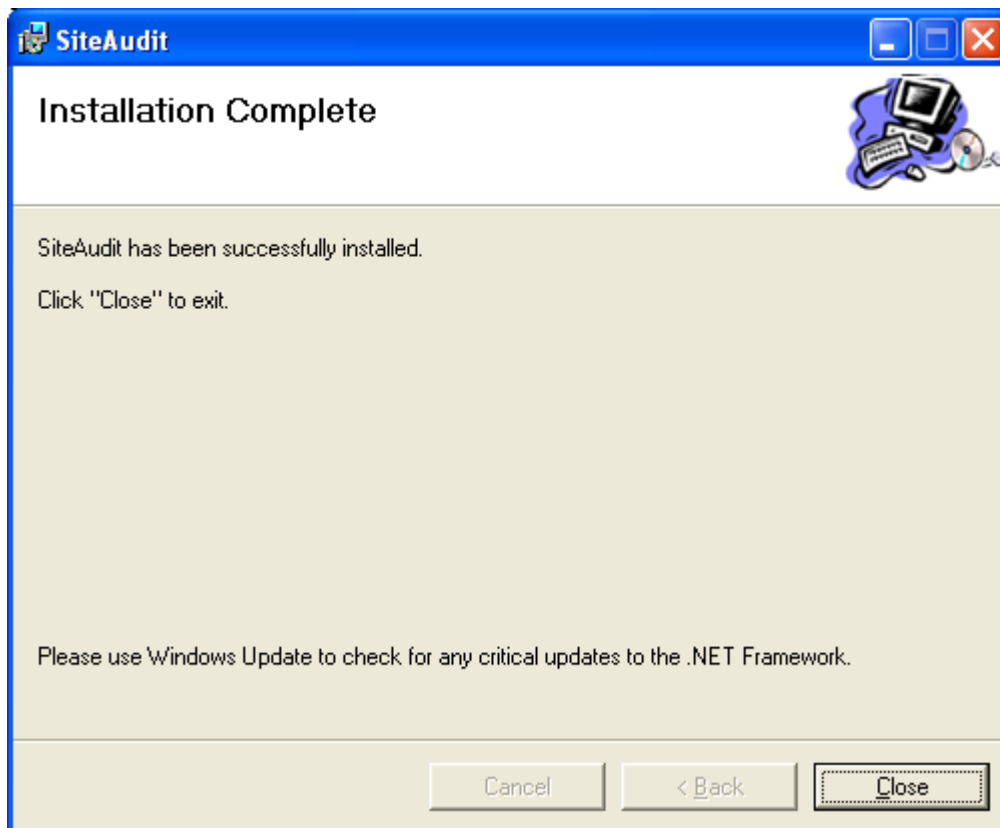 SiteAudit
Installation Complete
SiteAudit has been successfully installed.
Click "Close" to exit.
Please use Windows Update to check for any critical updates to the .NET Framework.
Cancel
< Back
Close